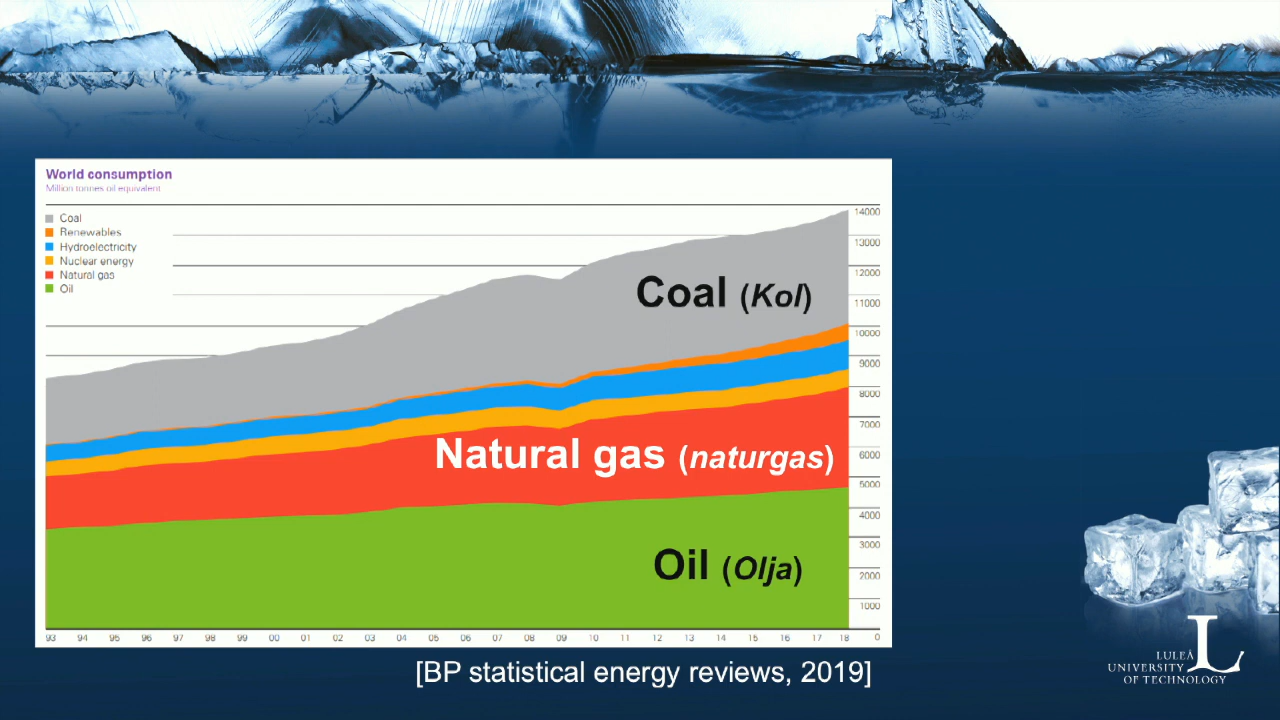 World consumption
Million tonnes oil equivalent
Coal
Renewables
Hydroelectricity
Nuclear energy
Natural gas
Oil
14000
13000
12000
11000
10000
9000
8000
7000
6000
5000
4000
3000
2000
1000
0
Coal (Kol)
Natural gas (naturgas)
Oil (Olja)
93 94 95 96 97 98 99 00 01 02 03 04 05 06 07 08 09 10 11 12 13 14 15 16 17 18
[BP statistical energy reviews, 2019]
L
LULEÅ
UNIVERSITY
OF TECHNOLOGY